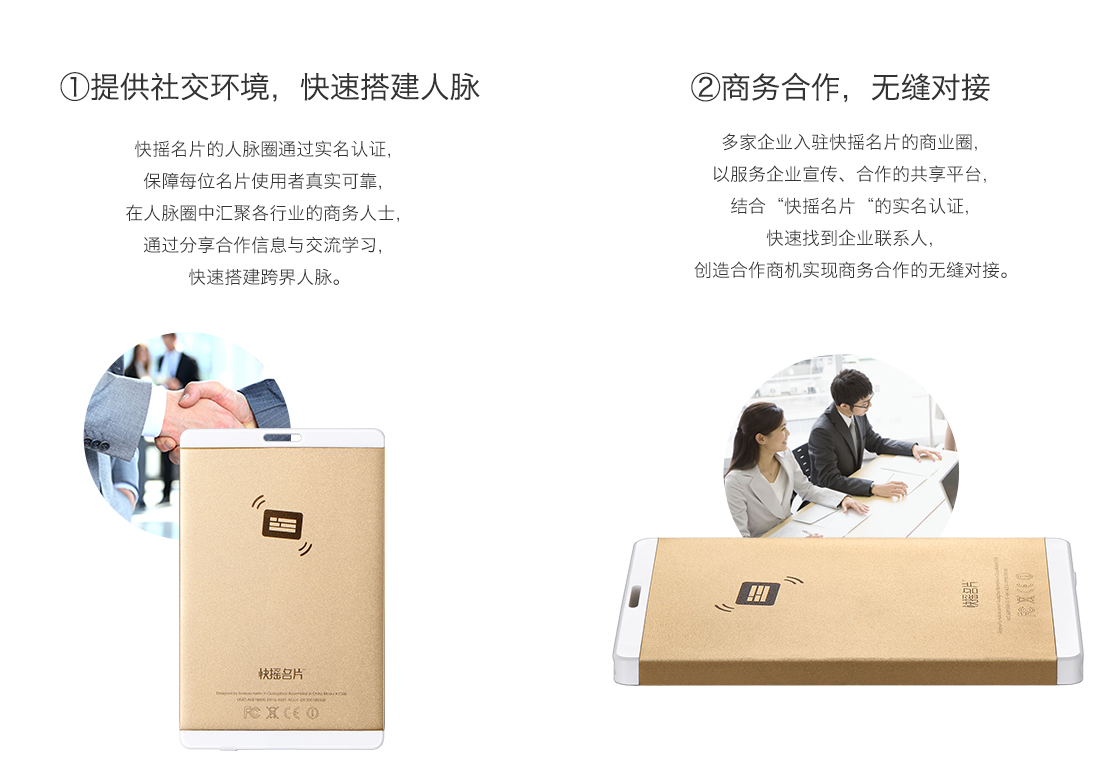 ①提供社交环境，快速搭建人脉
快摇名片的人脉圈通过实名认证，
保障每位名片使用者真实可靠，
在人脉圈中汇聚各行业的商务人士，
通过分享合作信息与交流学习，
快速搭建跨界人脉。
②商务合作，无缝对接
多家企业入驻快摇名片的商业圈，
以服务企业宣传、合作的共享平台，
结合“快摇名片“的实名认证，
快速找到企业联系人，
创造合作商机实现商务合作的无缝对接。
快摇名片
快摇名片